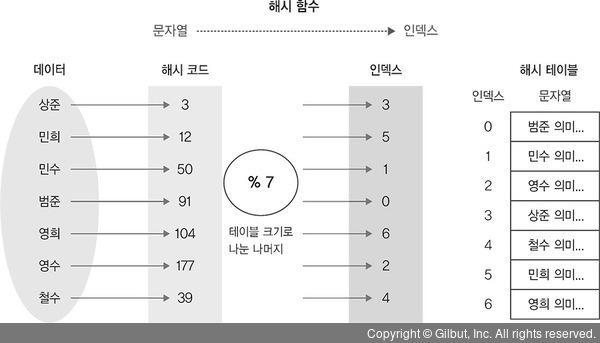 해시 함수
문자열 인덱스
데이터 해시 코드 인덱스 해시 테이블
인덱스 문자열
상준 3 3
민희 12 5
민수 50 1
범준 91 0
영희 104 6
영수 177 2
철수 39 4
% 7
테이블 크기로
나눈 나머지
0 범준 의미...
1 민수 의미...
2 영수 의미...
3 상준 의미...
4 철수 의미...
5 민희 의미...
6 영희 의미...
Copyright © Gilbut, Inc. All rights reserved.